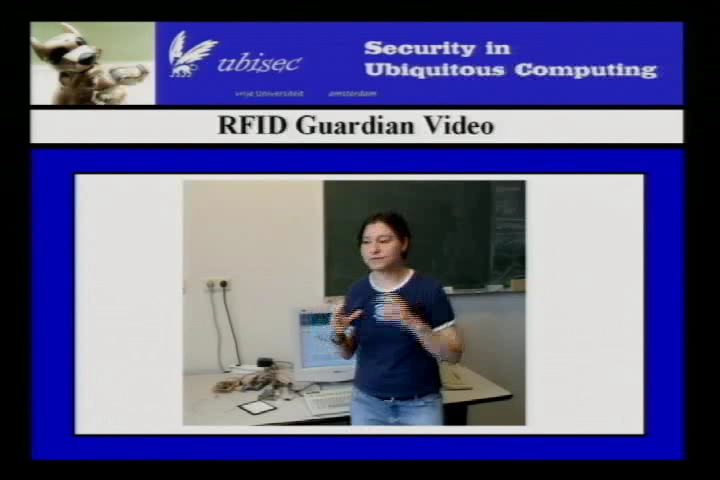 ubisec
Security in
Ubiquitous Computing
vrije Universiteit amsterdam
RFID Guardian Video